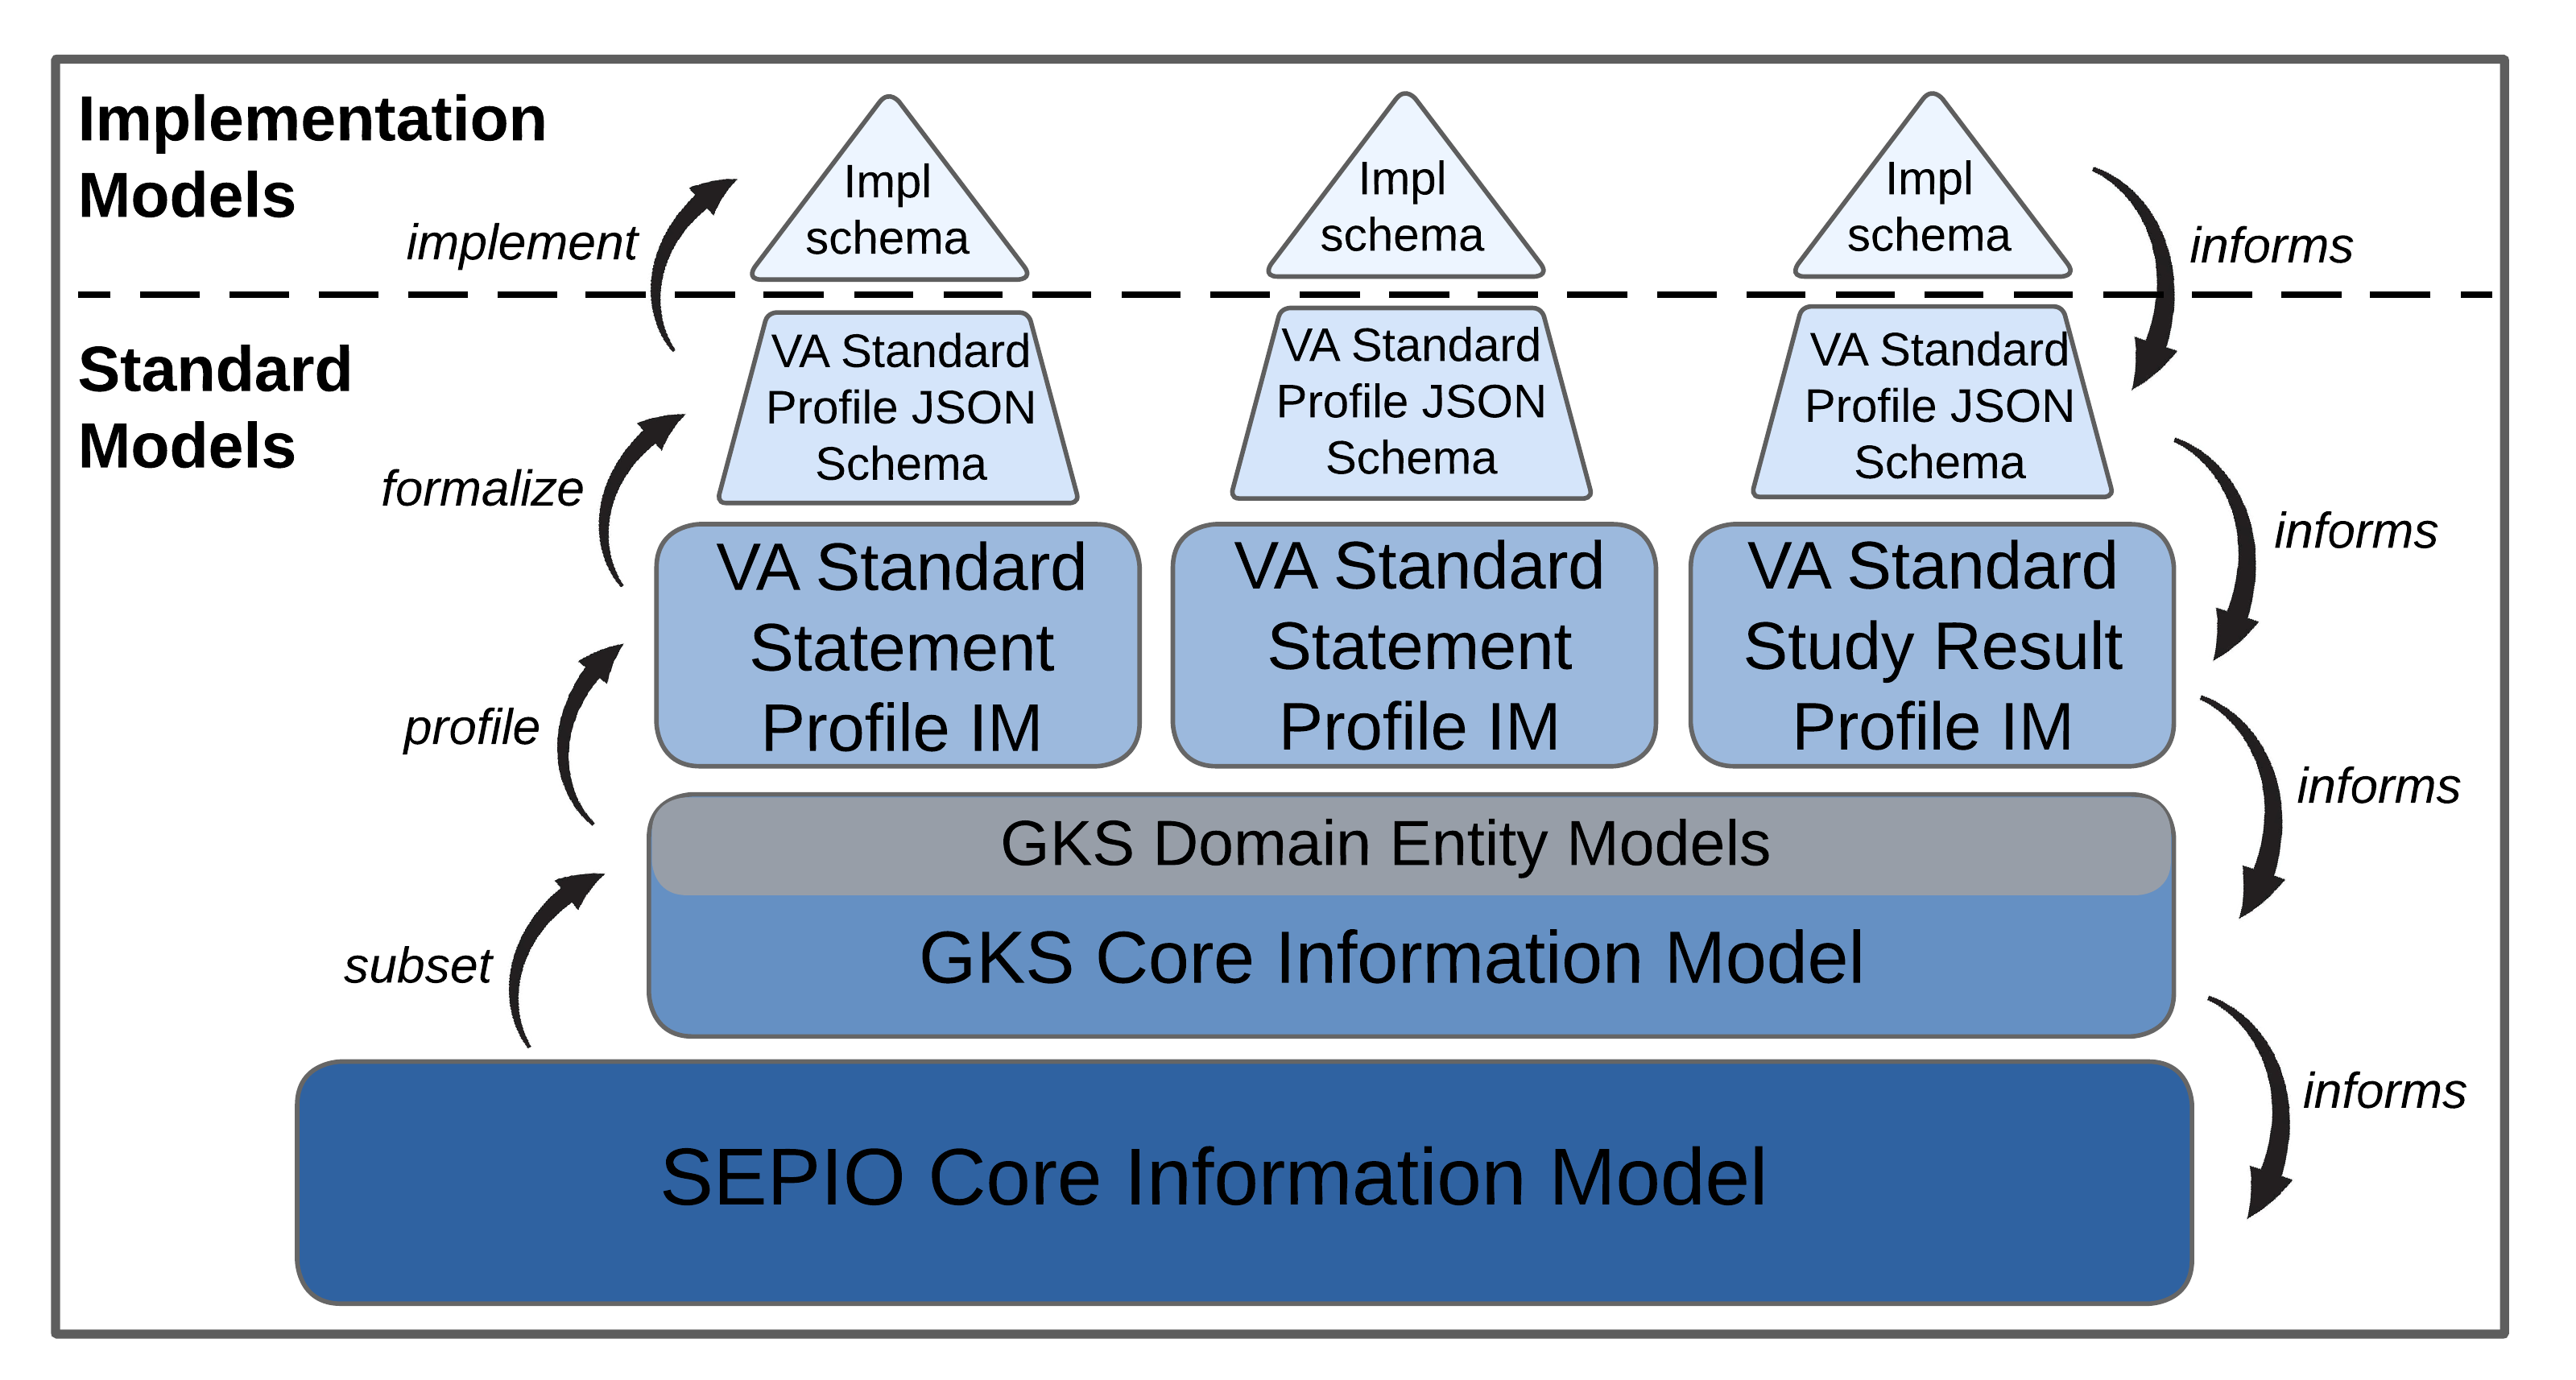 Implementation
Models
implement
Impl
schema
Impl
schema
Impl
schema
informs
Standard
Models
formalize
VA Standard
Profile JSON
Schema
VA Standard
Profile JSON
Schema
VA Standard
Profile JSON
Schema
informs
profile
VA Standard
Statement
Profile IM
VA Standard
Statement
Profile IM
VA Standard
Study Result
Profile IM
informs
subset
GKS Domain Entity Models
GKS Core Information Model
informs
SEPIO Core Information Model